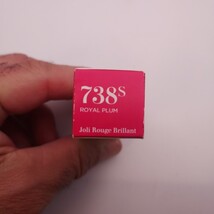 738S
ROYAL PLUM
Joli Rouge Brillant